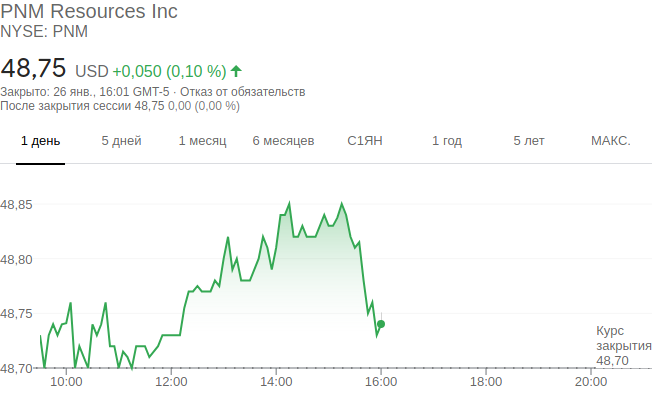 PNM Resources Inc
NYSE: PNM
48,75 USD +0,050 (0,10 %)
Закрыто: 26 янв., 16:01 GMT-5 · Отказ от обязательств
После закрытия сессии 48,75 0,00 (0,00 %)
1 день 5 дней 1 месяц 6 месяцев С1ЯН 1 год 5 лет МАКС.
48,85
48,80
48,75
Курс
закрытия
48,70
48,70
10:00 12:00 14:00 16:00 18:00 20:00